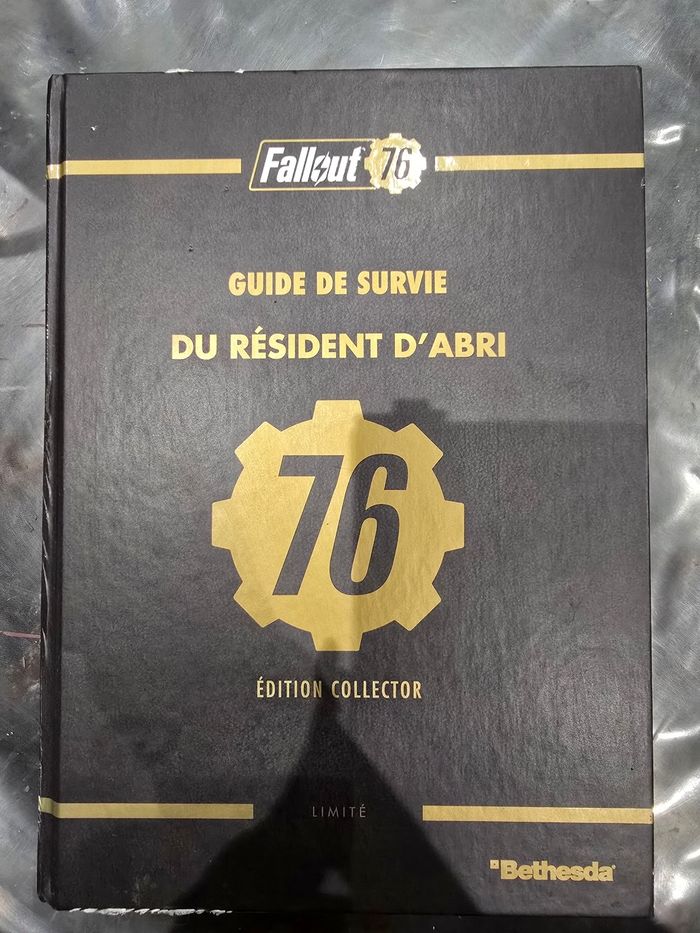 Fallout 76
GUIDE DE SURVIE
DU RÉSIDENT D'ABRI
76
ÉDITION COLLECTOR
LIMITÉ
Bethesda